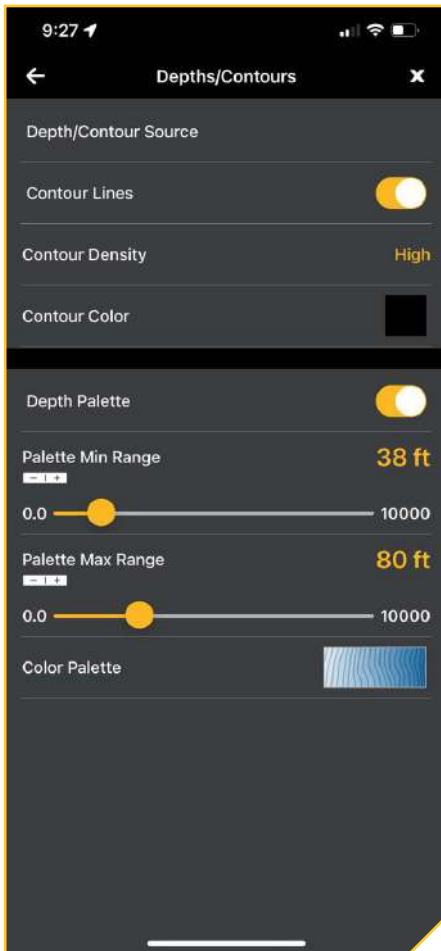 9:27
Depths/Contours
X
Depth/Contour Source
Contour Lines
Contour Density High
Contour Color
Depth Palette
Palette Min Range 38 ft
- | +
0.0 10000
Palette Max Range 80 ft
- | +
0.0 10000
Color Palette